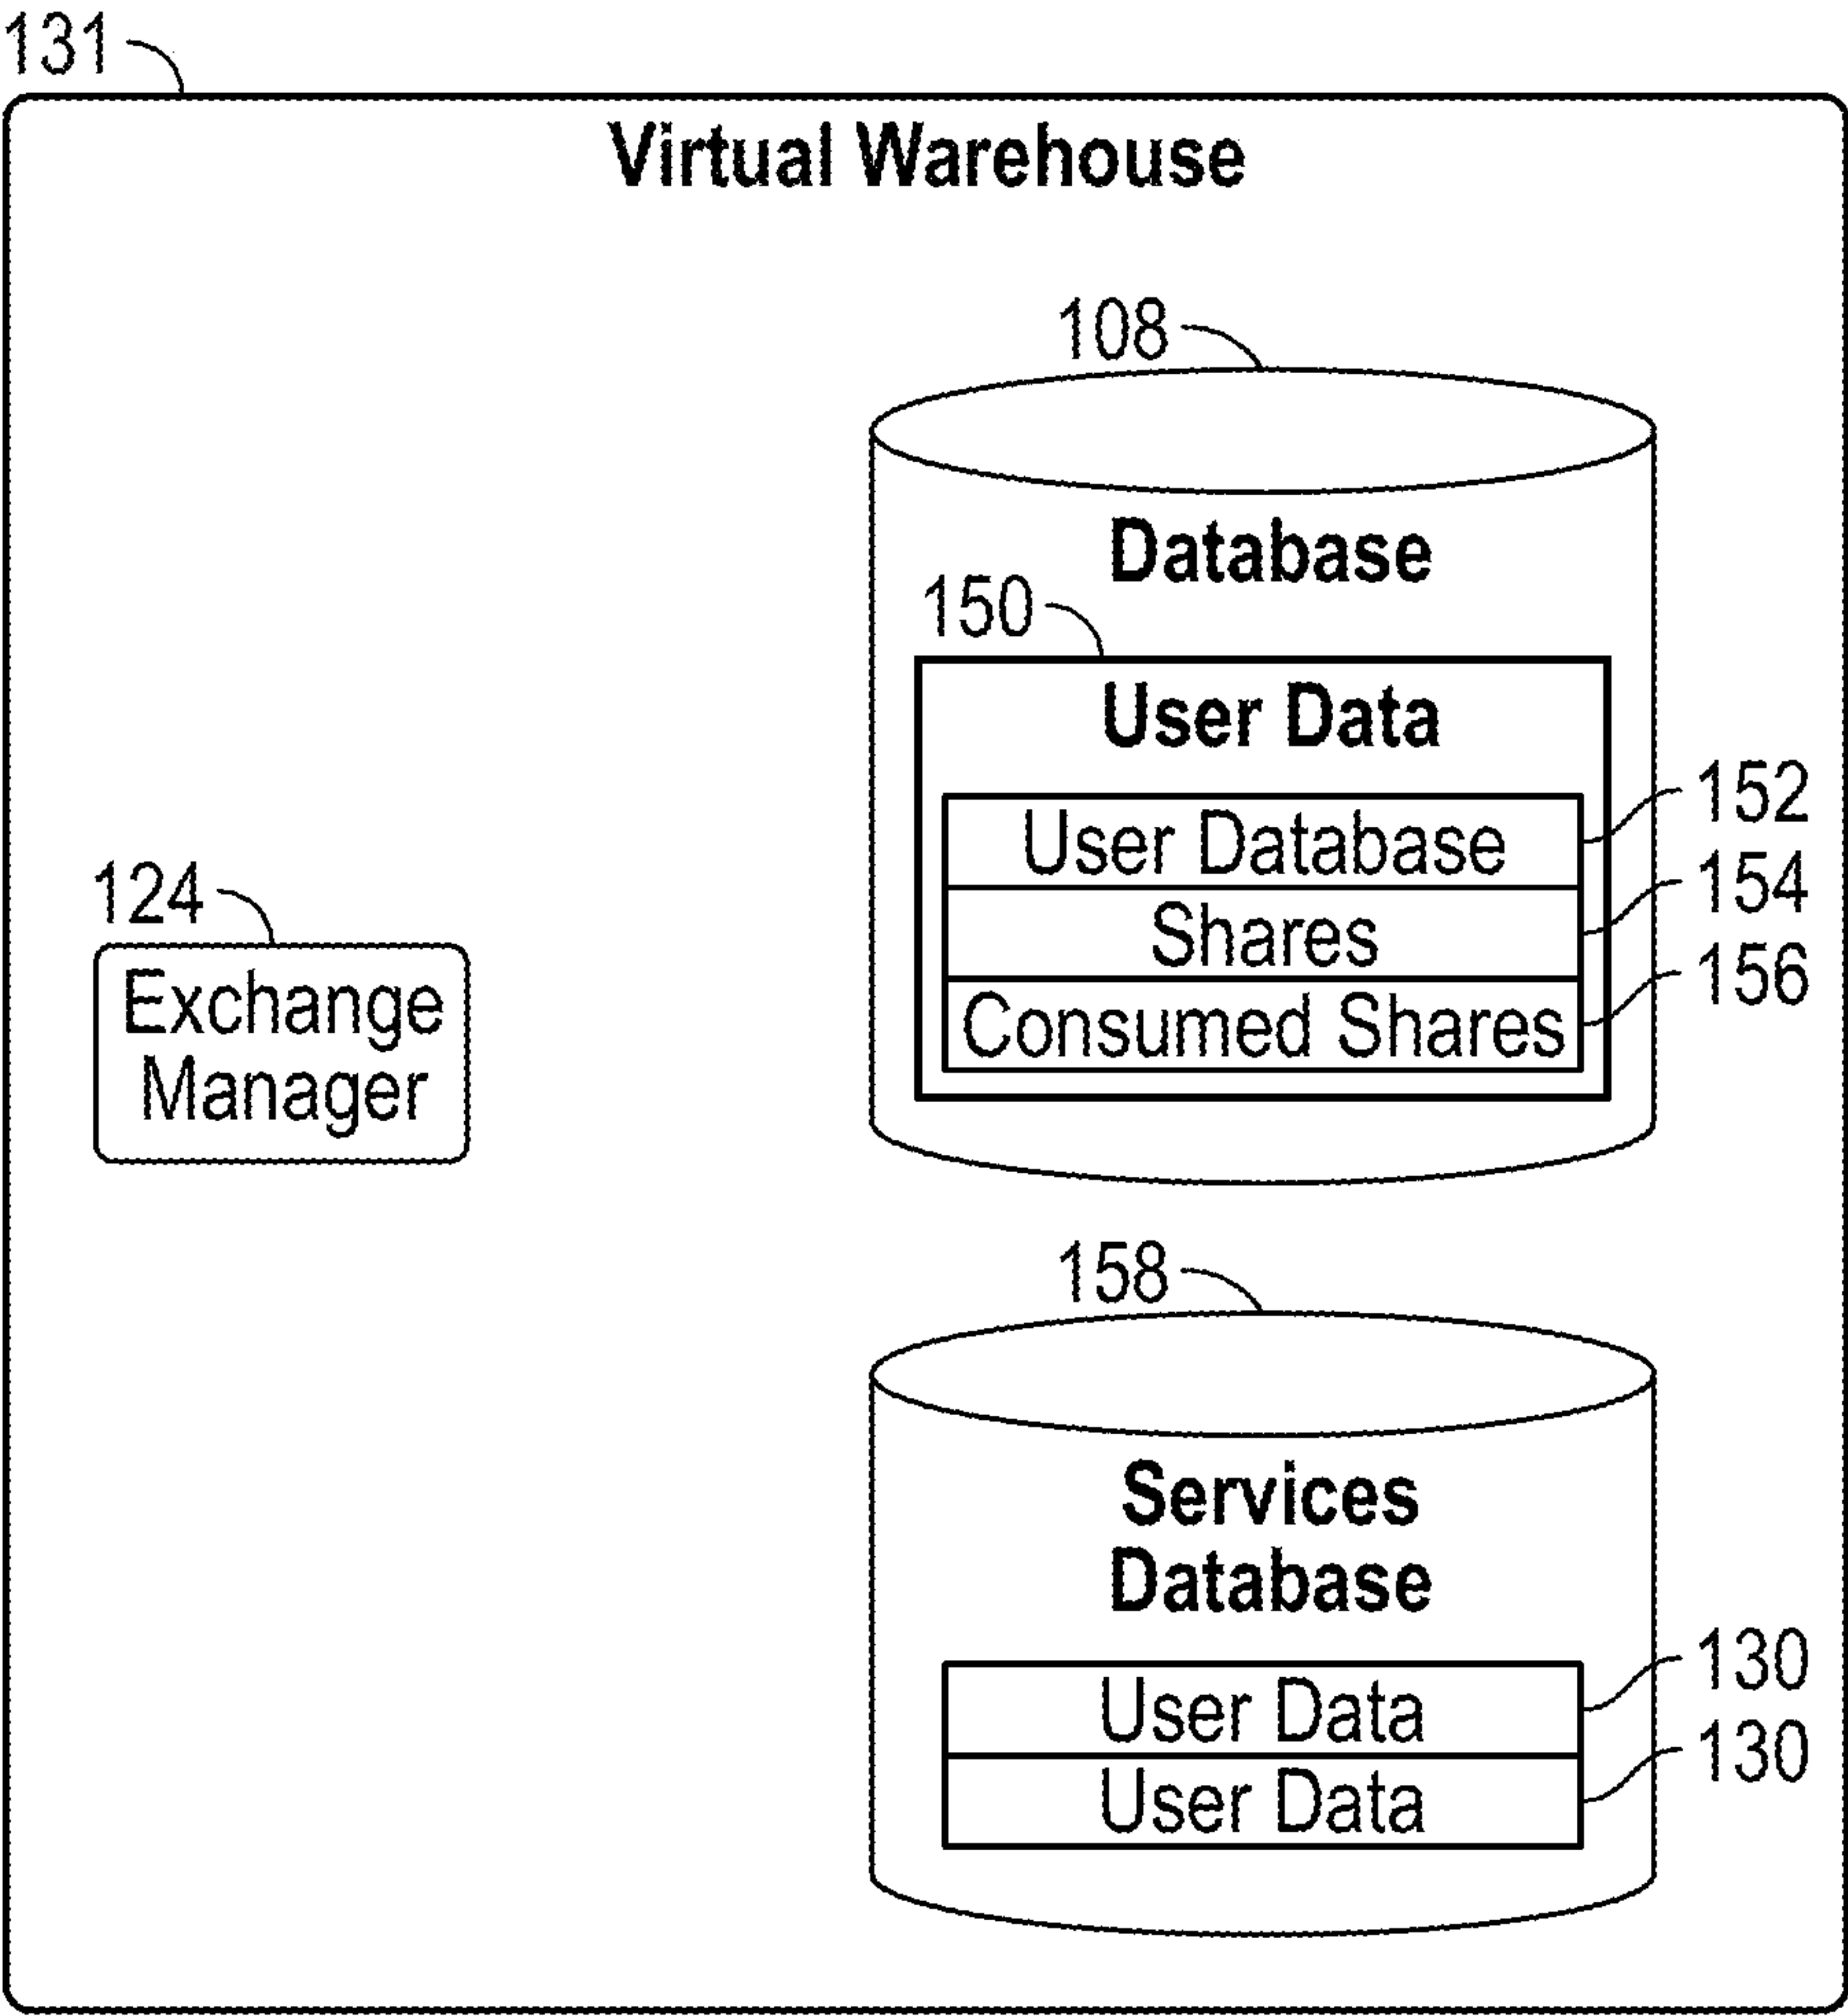 131
Virtual Warehouse
108
Database
150
User Data
User Database
152
Shares
154
Consumed Shares
156
124
Exchange
Manager
158
Services
Database
User Data
130
User Data
130